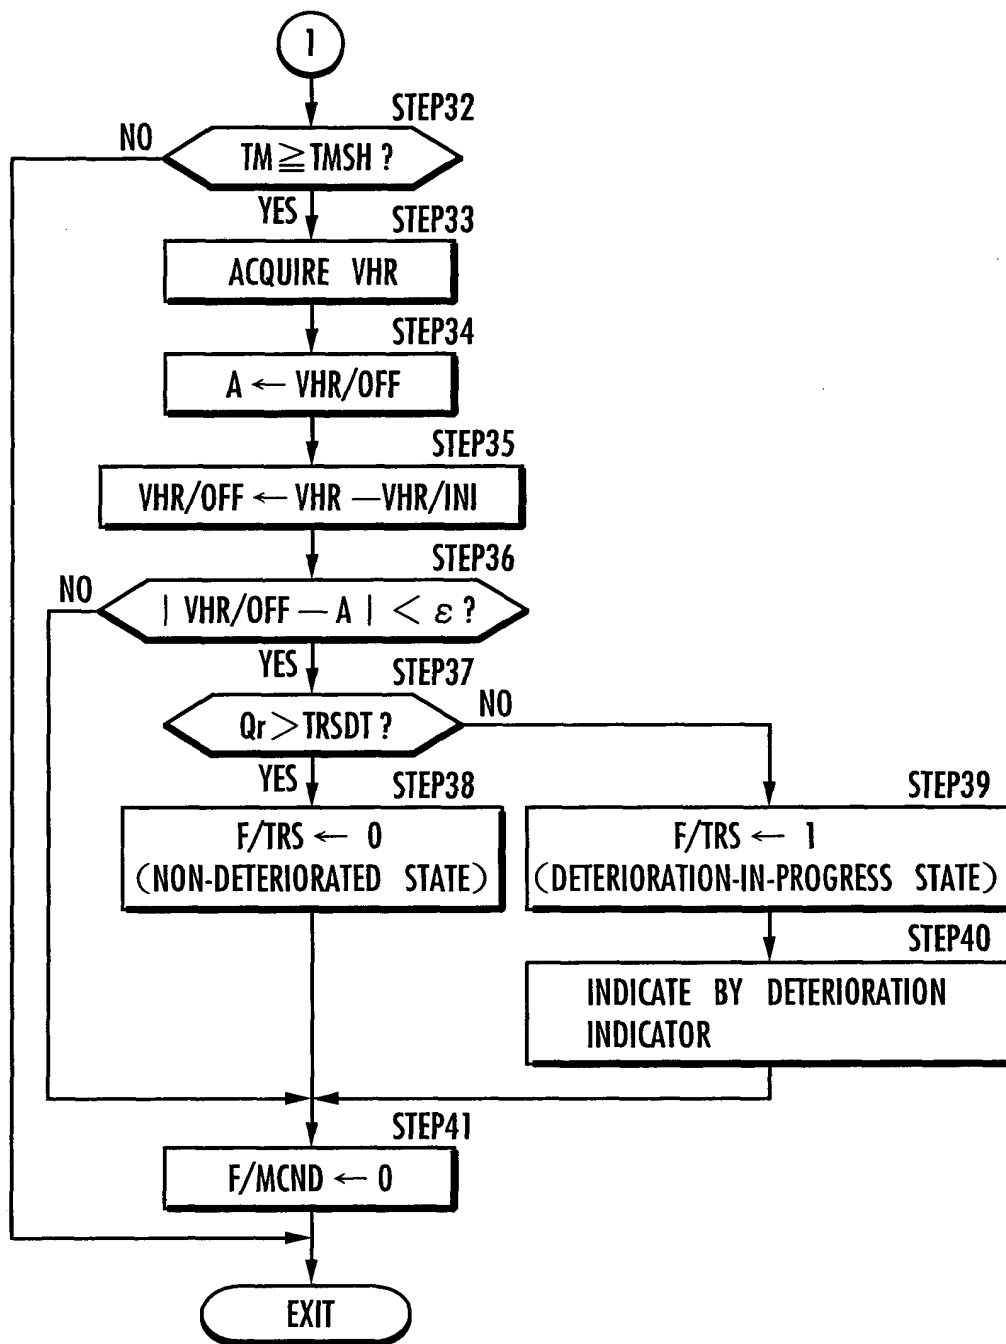 1
STEP32
NO
TM ≧ TMSH ?
YES
STEP33
ACQUIRE VHR
STEP34
A ← VHR/OFF
STEP35
VHR/OFF ← VHR — VHR/INI
STEP36
NO
| VHR/OFF — A | < ε ?
YES
STEP37
Qr > TRSDT ?
NO
YES
STEP38
F/TRS ← 0
(NON-DETERIORATED STATE)
STEP39
F/TRS ← 1
(DETERIORATION-IN-PROGRESS STATE)
STEP40
INDICATE BY DETERIORATION
INDICATOR
STEP41
F/MCND ← 0
EXIT